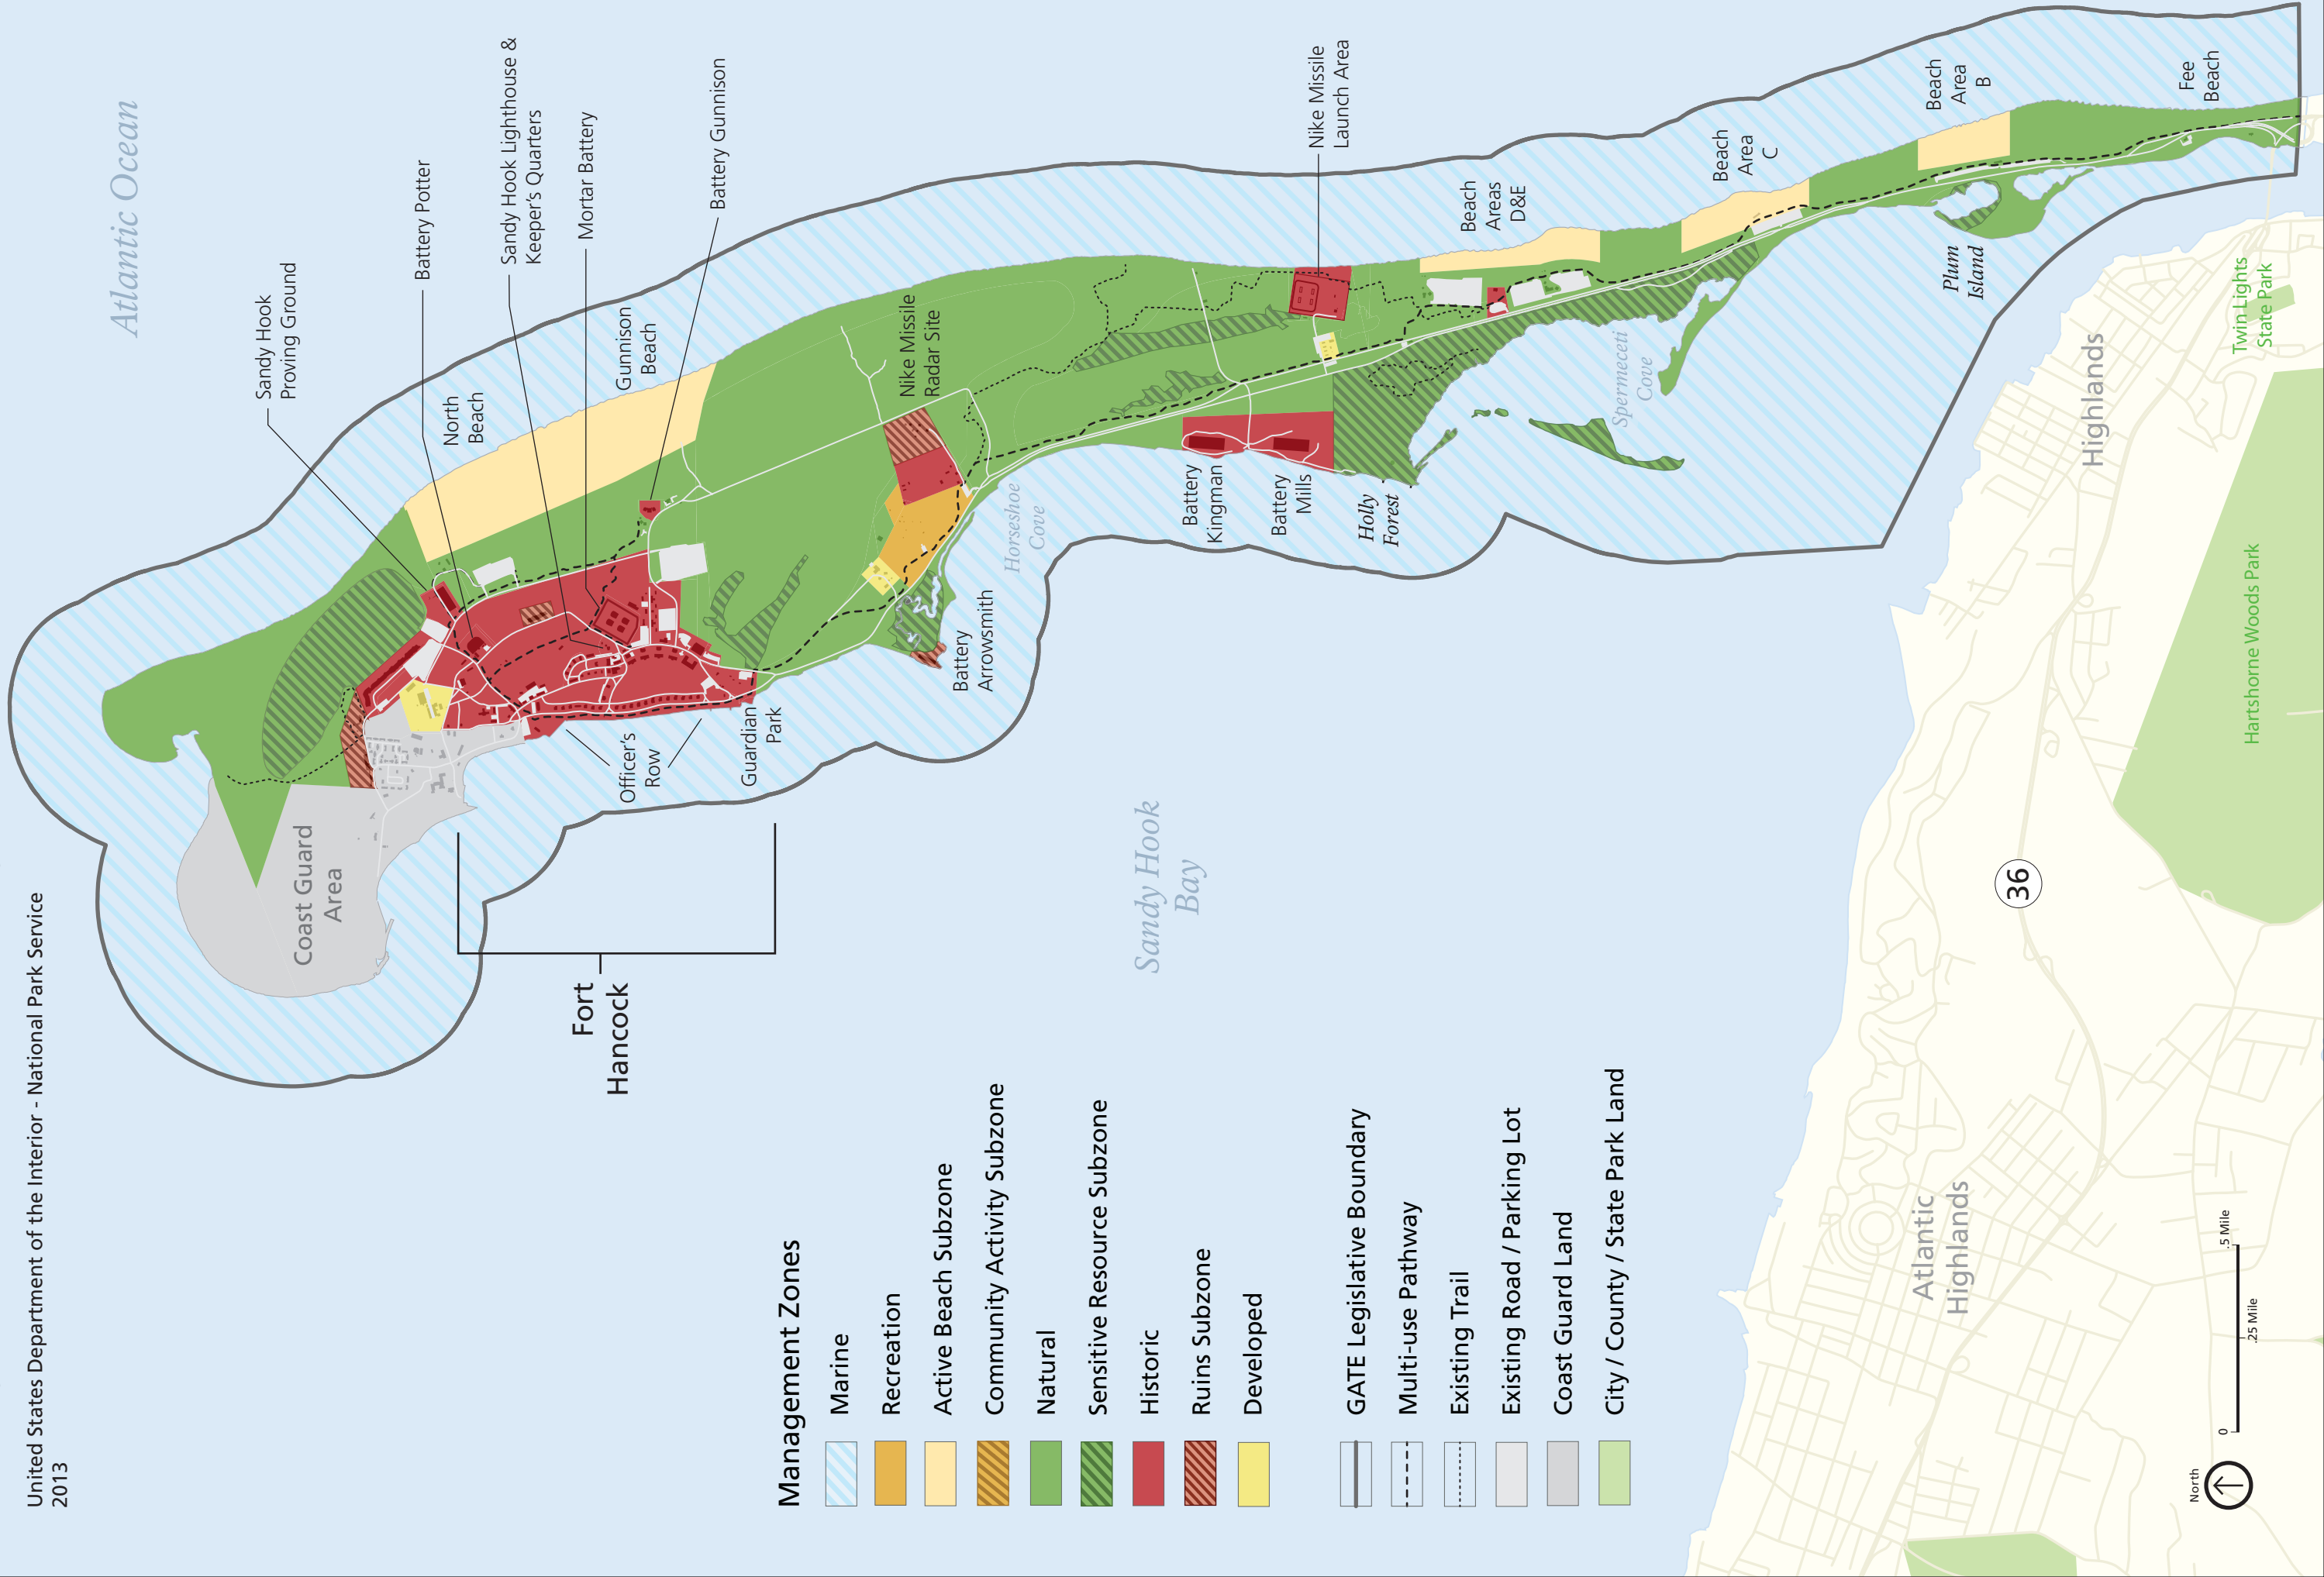 United States Department of the Interior - National Park Service
2013
Atlantic Ocean
Sandy Hook
Proving Ground
Battery Potter
Sandy Hook Lighthouse &
Keeper's Quarters
Mortar Battery
Battery Gunnison
North
Beach
Gunnison
Beach
Nike Missile
Radar Site
Coast Guard
Area
Officer's
Row
Guardian
Park
Fort
Hancock
Battery
Arrowsmith
Horseshoe
Cove
Sandy Hook
Bay
Battery
Kingman
Battery
Mills
Holly
Forest
Nike Missile
Launch Area
Beach
Areas
D&E
Spermeceti
Cove
Beach
Area
C
Beach
Area
B
Plum
Island
Fee
Beach
Twin Lights
State Park
Highlands
Hartshorne Woods Park
36
Atlantic
Highlands
Management Zones
Marine
Recreation
Active Beach Subzone
Community Activity Subzone
Natural
Sensitive Resource Subzone
Historic
Ruins Subzone
Developed
GATE Legislative Boundary
Multi-use Pathway
Existing Trail
Existing Road / Parking Lot
Coast Guard Land
City / County / State Park Land
North
0
.25 Mile
.5 Mile